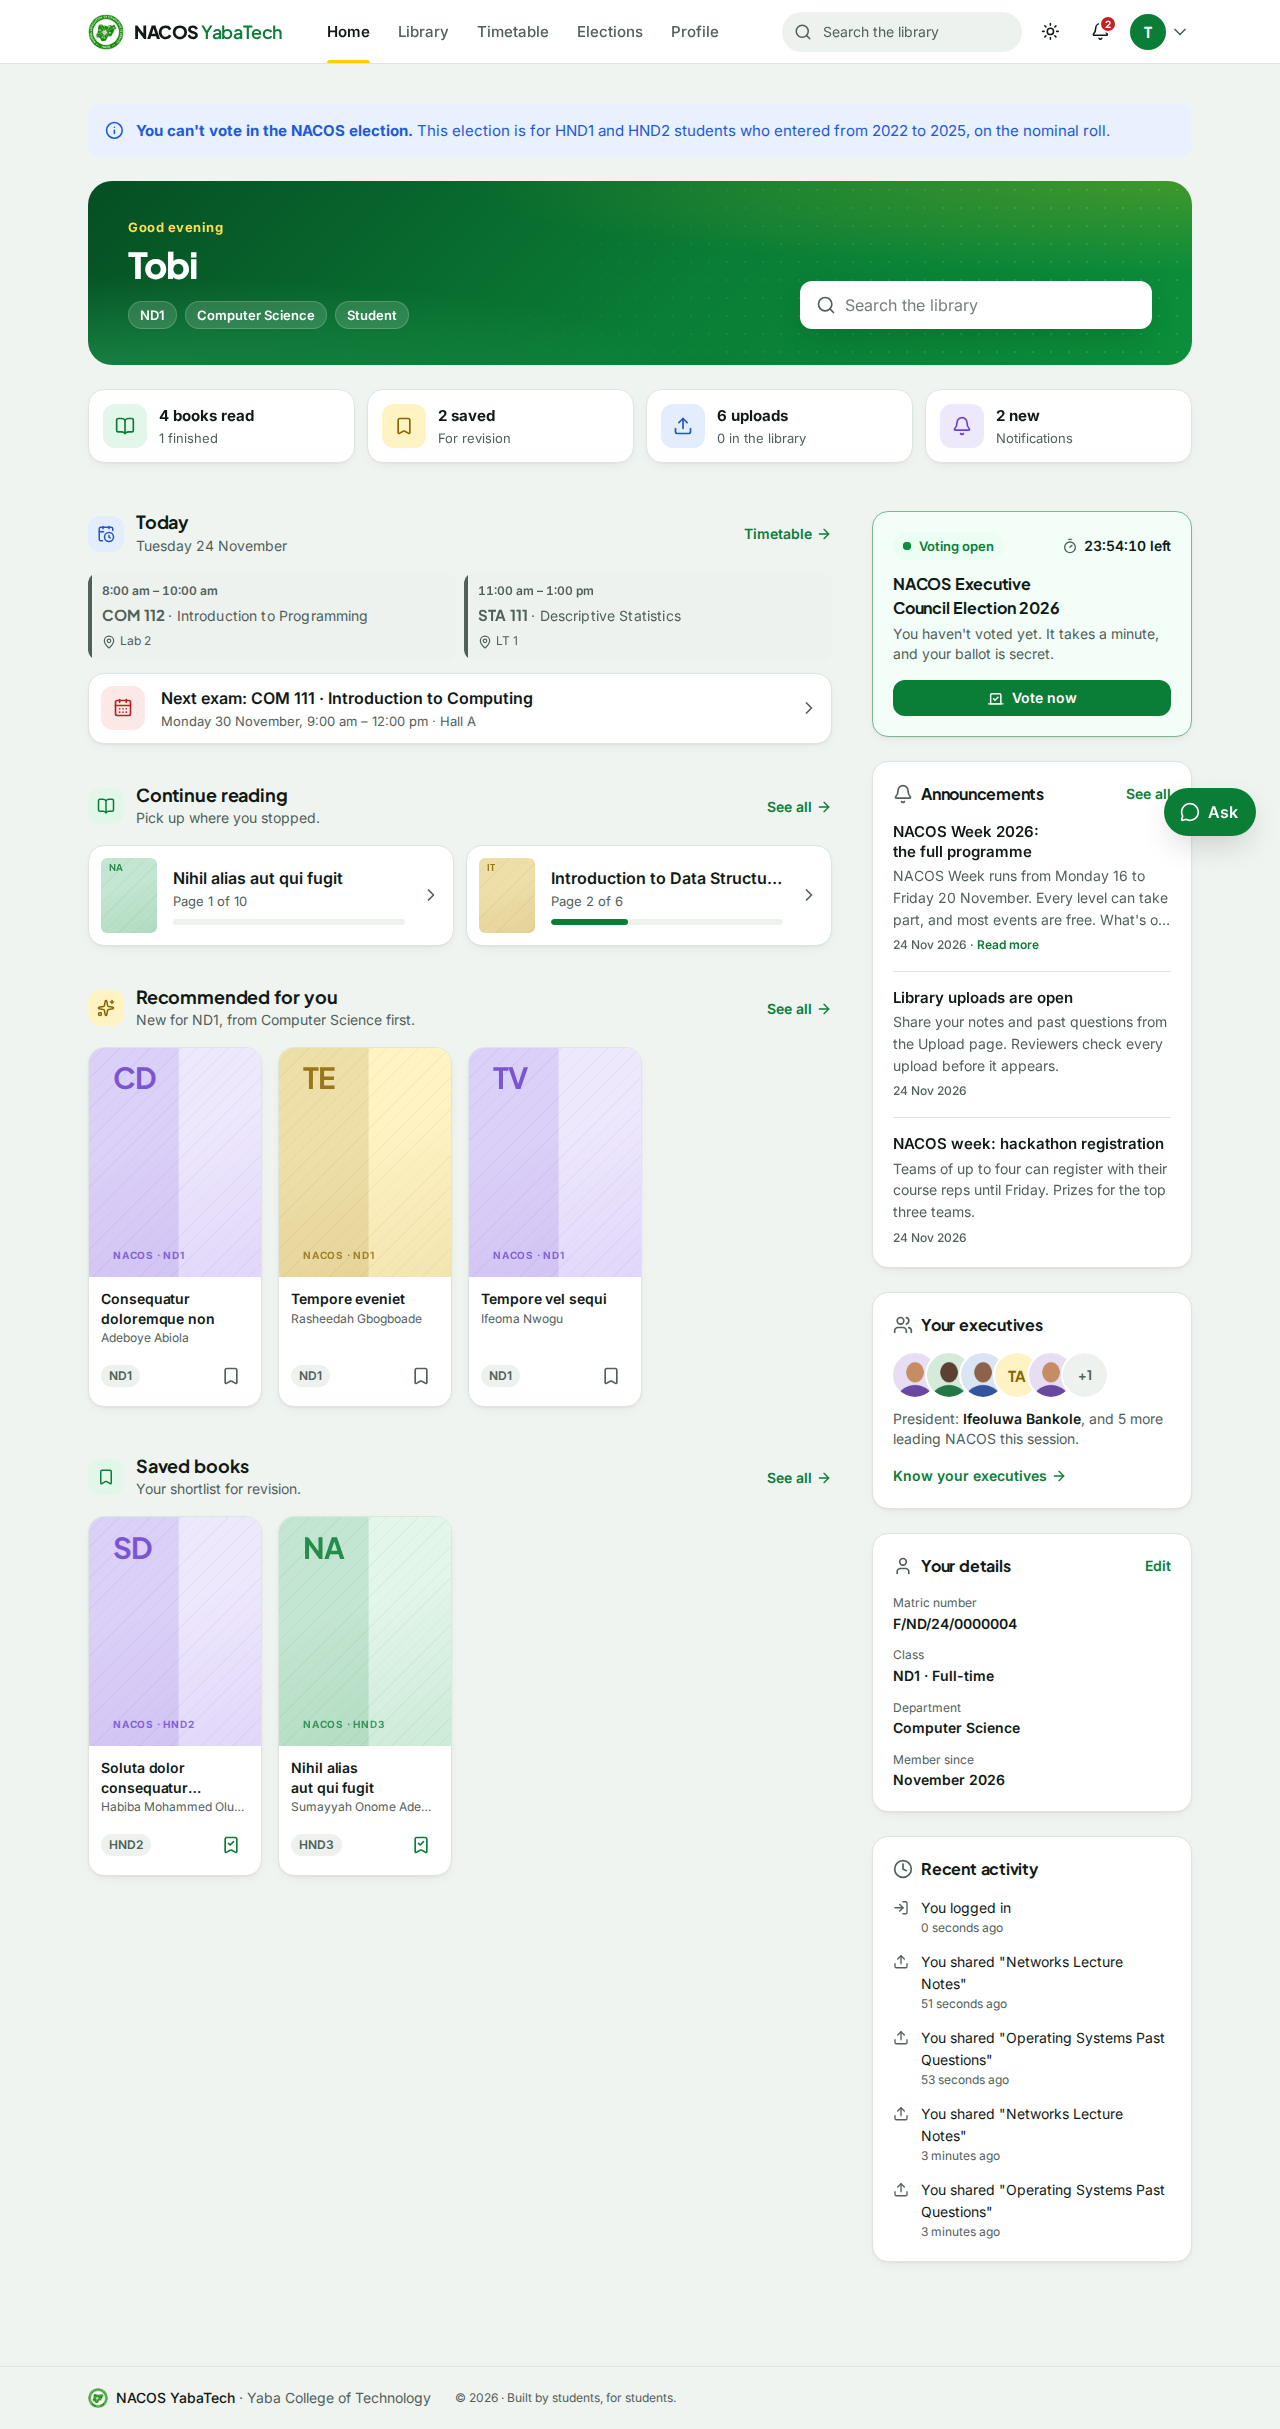 NACOS YabaTech
Home
Library
Timetable
Elections
Profile
Search the library
2
T
You can't vote in the NACOS election. This election is for HND1 and HND2 students who entered from 2022 to 2025, on the nominal roll.
Good evening
Tobi
ND1
Computer Science
Student
Search the library
4 books read
1 finished
2 saved
For revision
6 uploads
0 in the library
2 new
Notifications
Today
Tuesday 24 November
Timetable →
8:00 am – 10:00 am
COM 112 · Introduction to Programming
Lab 2
11:00 am – 1:00 pm
STA 111 · Descriptive Statistics
LT 1
Next exam: COM 111 · Introduction to Computing
Monday 30 November, 9:00 am – 12:00 pm · Hall A
Continue reading
Pick up where you stopped.
See all →
NA
Nihil alias aut qui fugit
Page 1 of 10
IT
Introduction to Data Structu...
Page 2 of 6
Recommended for you
New for ND1, from Computer Science first.
See all →
CD
NACOS · ND1
Consequatur
doloremque non
Adeboye Abiola
ND1
TE
NACOS · ND1
Tempore eveniet
Rasheedah Gbogboade
ND1
TV
NACOS · ND1
Tempore vel sequi
Ifeoma Nwogu
ND1
Saved books
Your shortlist for revision.
See all →
SD
NACOS · HND2
Soluta dolor
consequatur...
Habiba Mohammed Olu...
HND2
NA
NACOS · HND3
Nihil alias
aut qui fugit
Sumayyah Onome Ade...
HND3
Voting open
23:54:10 left
NACOS Executive
Council Election 2026
You haven't voted yet. It takes a minute,
and your ballot is secret.
Vote now
Announcements
See all
Ask
NACOS Week 2026:
the full programme
NACOS Week runs from Monday 16 to
Friday 20 November. Every level can take
part, and most events are free. What's o...
24 Nov 2026 · Read more
Library uploads are open
Share your notes and past questions from
the Upload page. Reviewers check every
upload before it appears.
24 Nov 2026
NACOS week: hackathon registration
Teams of up to four can register with their
course reps until Friday. Prizes for the top
three teams.
24 Nov 2026
Your executives
TA
+1
President: Ifeoluwa Bankole, and 5 more
leading NACOS this session.
Know your executives →
Your details
Edit
Matric number
F/ND/24/0000004
Class
ND1 · Full-time
Department
Computer Science
Member since
November 2026
Recent activity
You logged in
0 seconds ago
You shared "Networks Lecture
Notes"
51 seconds ago
You shared "Operating Systems Past
Questions"
53 seconds ago
You shared "Networks Lecture
Notes"
3 minutes ago
You shared "Operating Systems Past
Questions"
3 minutes ago
NACOS YabaTech · Yaba College of Technology
© 2026 · Built by students, for students.